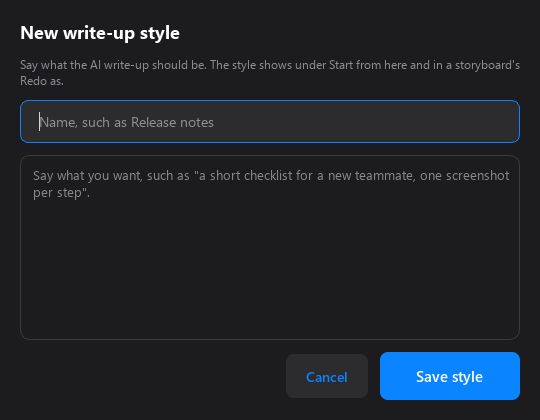 New write-up style
Say what the AI write-up should be. The style shows under Start from here and in a storyboard's
Redo as.
Name, such as Release notes
Say what you want, such as "a short checklist for a new teammate, one screenshot
per step".
Cancel
Save style